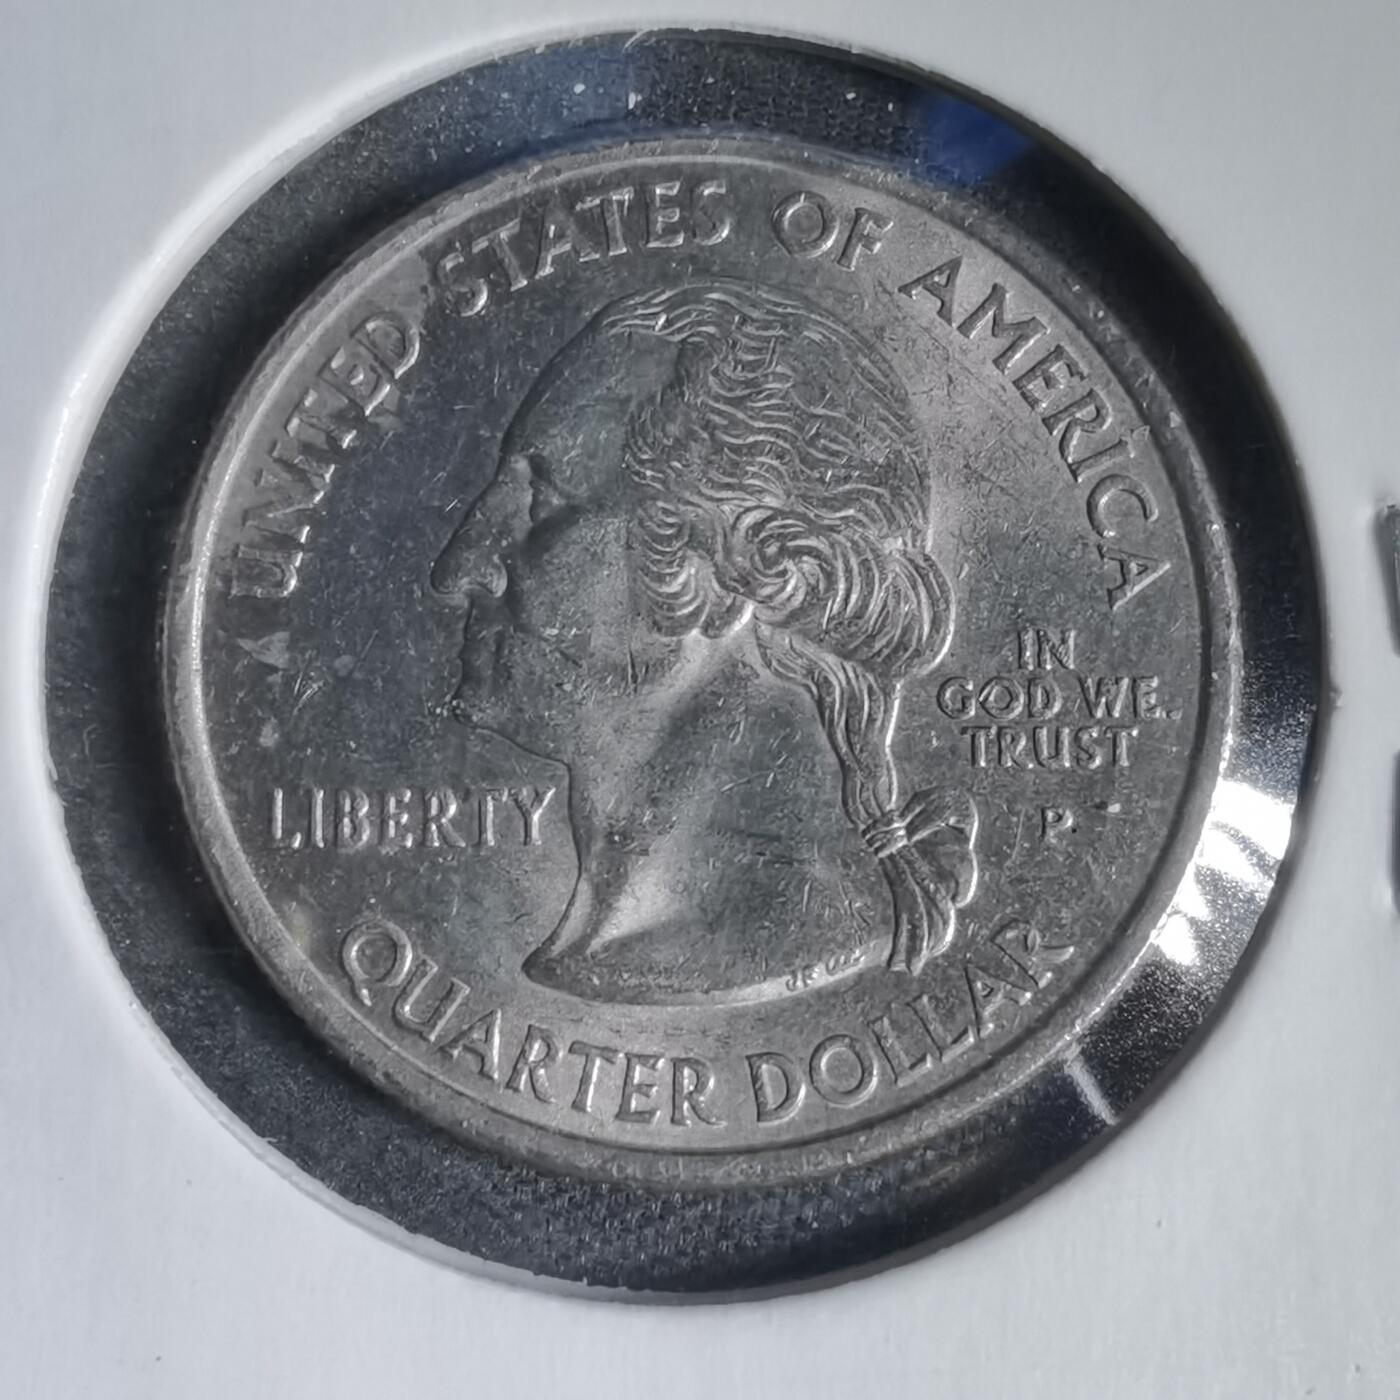 UNITED STATES OF AMERICA
IN
GOD WE
TRUST
LIBERTY
P
QUARTER DOLLAR